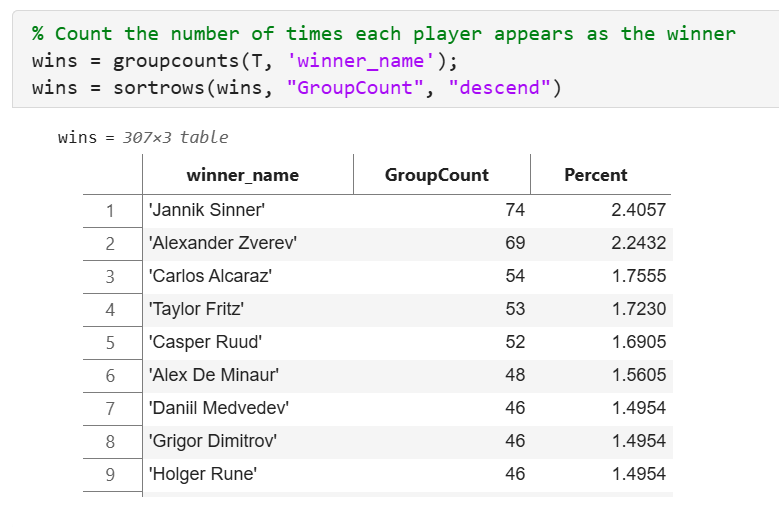 % Count the number of times each player appears as the winner
wins = groupcounts(T, 'winner_name');
wins = sortrows(wins, "GroupCount", "descend")
wins = 307×3 table
winner_name GroupCount Percent
1 'Jannik Sinner' 74 2.4057
2 'Alexander Zverev' 69 2.2432
3 'Carlos Alcaraz' 54 1.7555
4 'Taylor Fritz' 53 1.7230
5 'Casper Ruud' 52 1.6905
6 'Alex De Minaur' 48 1.5605
7 'Daniil Medvedev' 46 1.4954
8 'Grigor Dimitrov' 46 1.4954
9 'Holger Rune' 46 1.4954